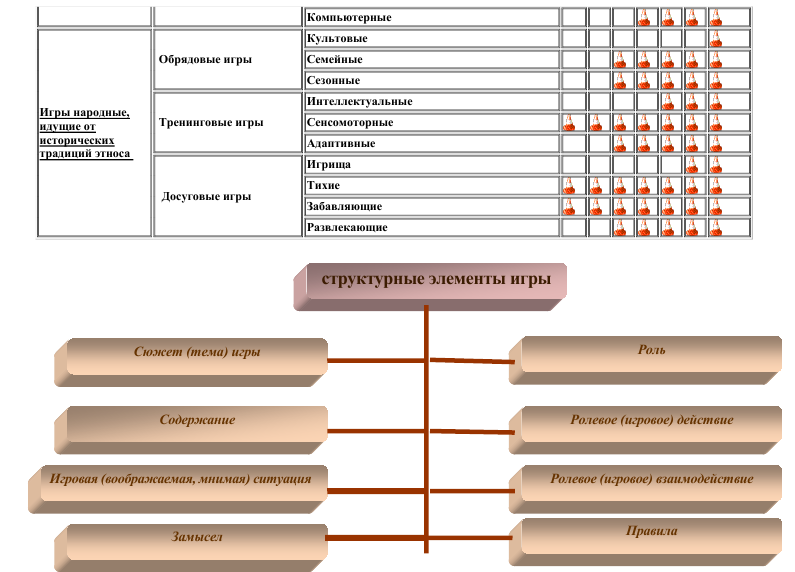 Компьютерные
Игры народные,
идущие от
исторических
традиций этноса
Обрядовые игры
Культовые
Семейные
Сезонные
Тренинговые игры
Интеллектуальные
Сенсомоторные
Адаптивные
Досуговые игры
Игрища
Тихие
Забавляющие
Развлекающие
структурные элементы игры
Сюжет (тема) игры
Роль
Содержание
Ролевое (игровое) действие
Игровая (воображаемая, мнимая) ситуация
Ролевое (игровое) взаимодействие
Замысел
Правила